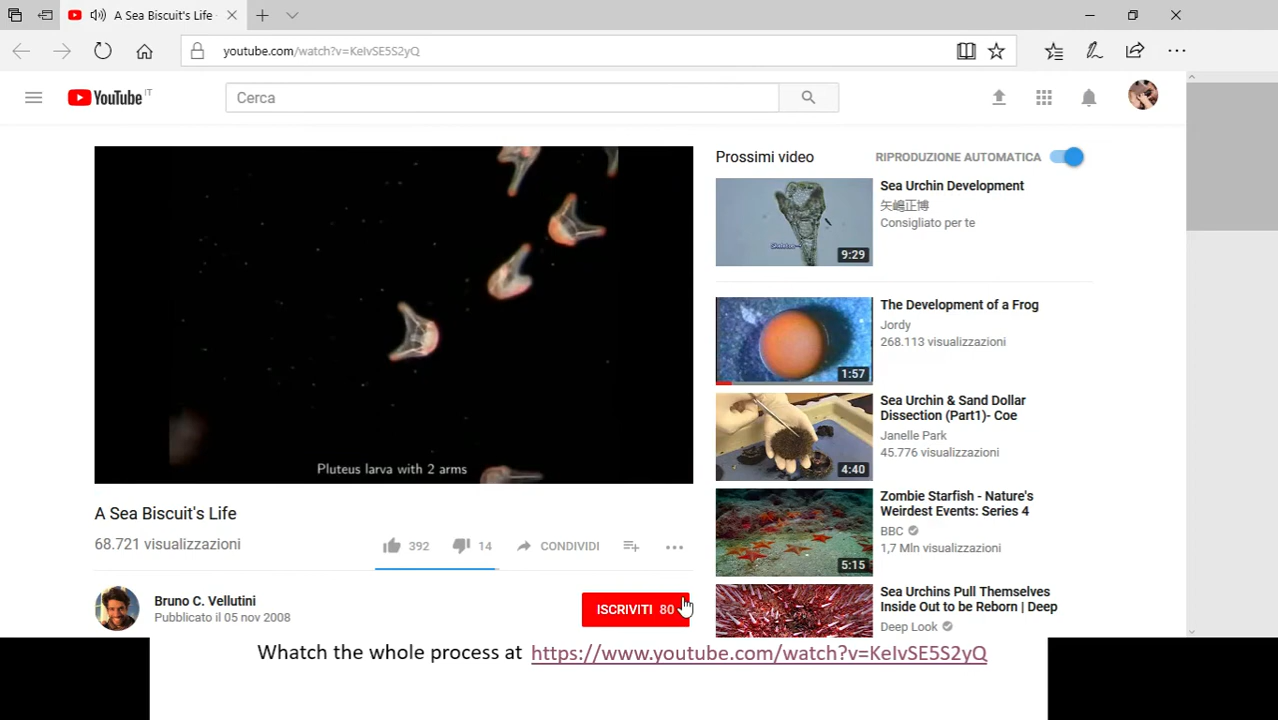 A Sea Biscuit's Life
youtube.com/watch?v=KeIvSE5S2yQ
YouTube IT
Cerca
Pluteus larva with 2 arms
A Sea Biscuit's Life
68.721 visualizzazioni
392
14
CONDIVIDI
Bruno C. Vellutini
Pubblicato il 05 nov 2008
ISCRIVITI 80
Prossimi video
RIPRODUZIONE AUTOMATICA
Sea Urchin Development
矢嶋正博
Consigliato per te
9:29
The Development of a Frog
Jordy
268.113 visualizzazioni
1:57
Sea Urchin & Sand Dollar
Dissection (Part1)- Coe
Janelle Park
45.776 visualizzazioni
4:40
Zombie Starfish - Nature's
Weirdest Events: Series 4
BBC
1,7 Mln visualizzazioni
5:15
Sea Urchins Pull Themselves
Inside Out to be Reborn | Deep
Deep Look
Whatch the whole process at https://www.youtube.com/watch?v=KeIvSE5S2yQ